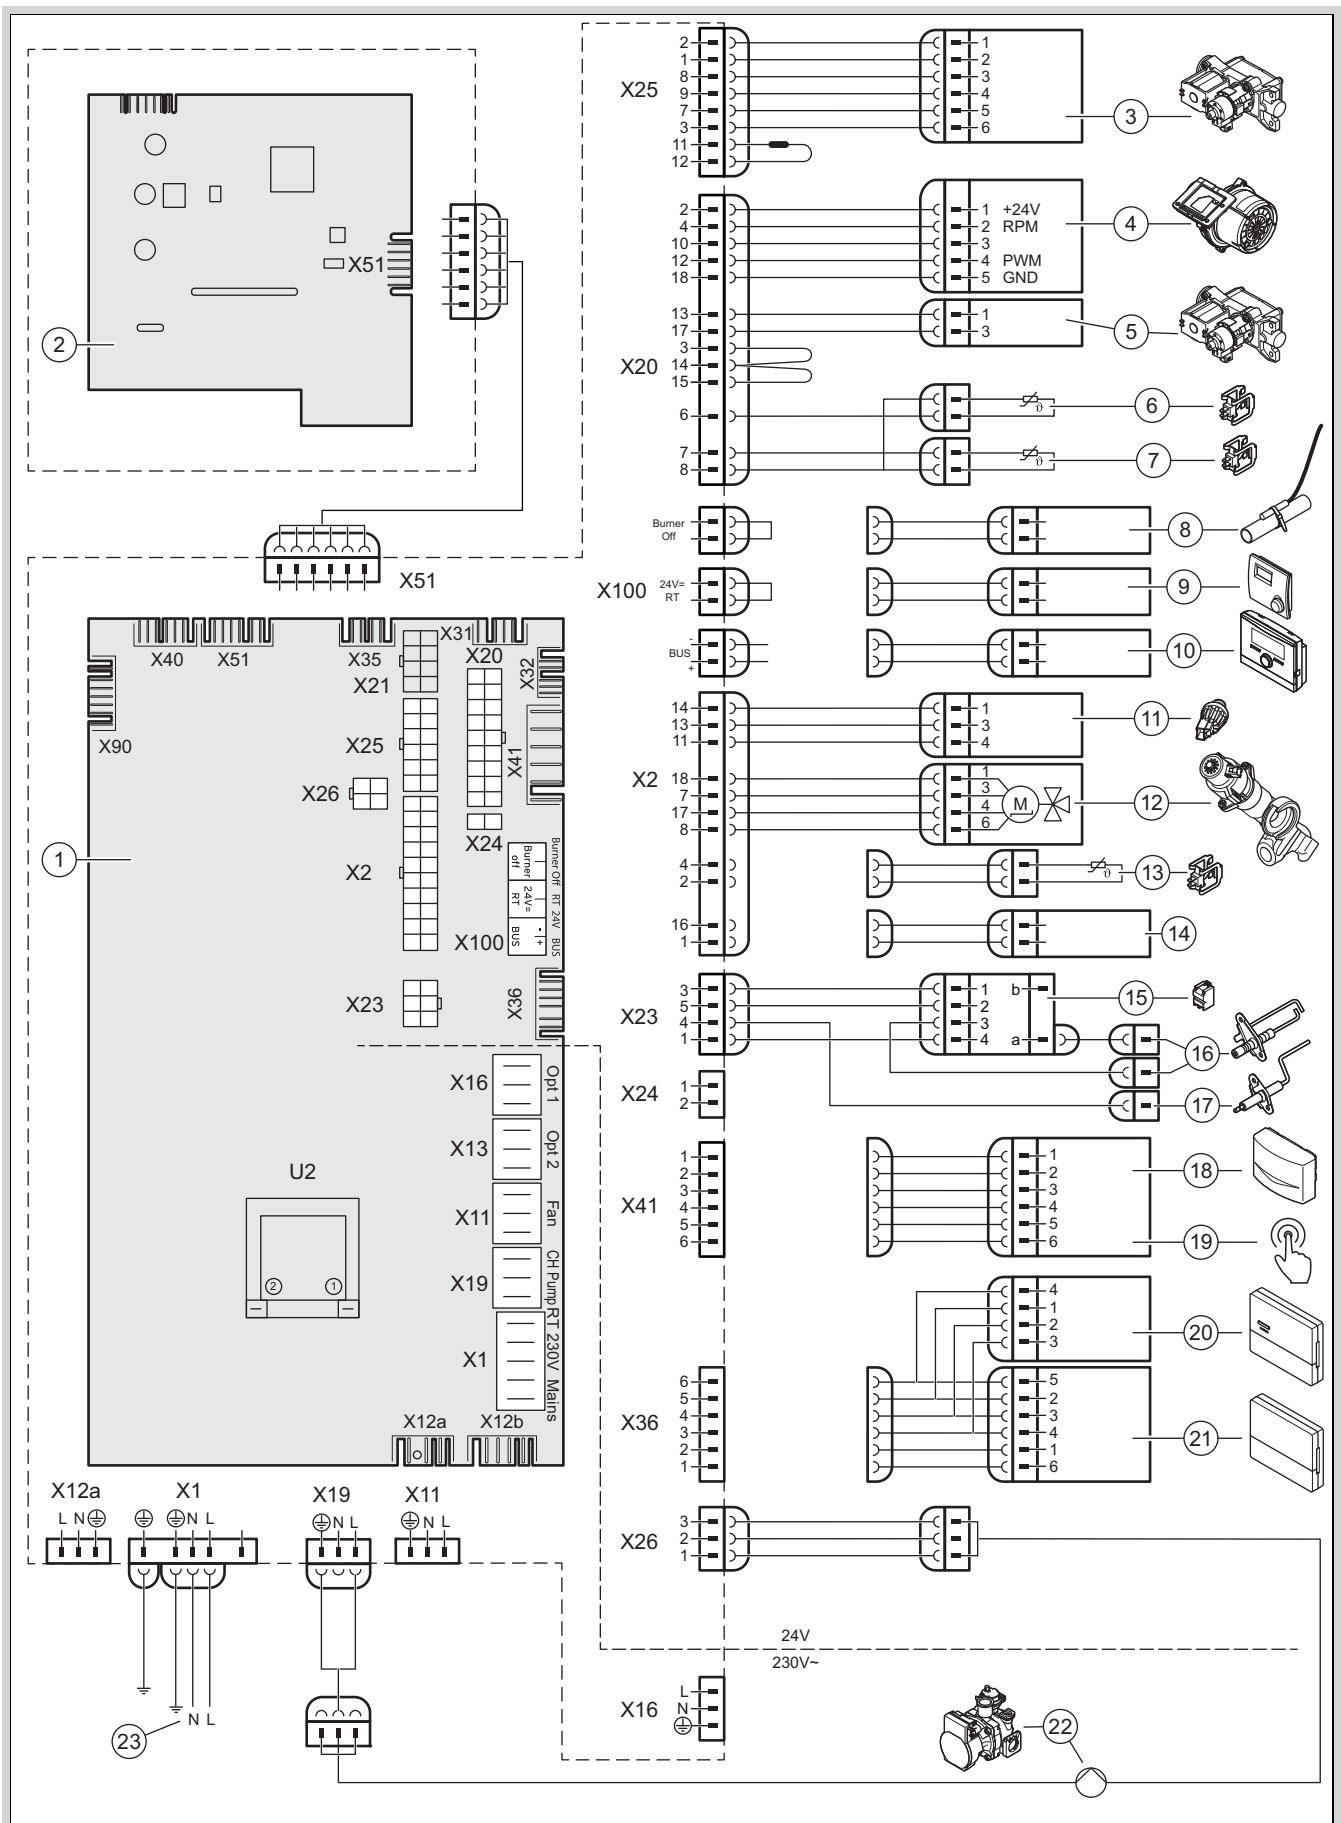 2
1
8
9
7
3
11
12
X25
1
2
3
4
5
6
3
2
X51
2
4
10
12
18
1 +24V
2 RPM
3
4 PWM
5 GND
4
13
17
3
14
15
6
7
8
X20
1
3
5
ϑ
6
ϑ
7
Burner
Off
8
X100
24V=
RT
9
-
BUS
+
10
X51
1
X40
X51
X35
X31
X21
X20
X32
X90
X25
X41
X26
X24
X2
Burner off
24V= RT
BUS
- +
Burner Off RT 24V BUS
X100
X23
X36
X16
Opt 1
X13
Opt 2
X11
Fan
X19
CH Pump
X1
RT 230V Mains
U2
2
1
X12a
X12b
14
13
11
18
7
17
8
4
2
16
1
X2
1
3
4
11
1
3
4
6
M
12
ϑ
13
14
X23
3
5
4
1
1
2
3
4
b
a
15
16
X24
1
2
17
X41
1
2
3
4
5
6
1
2
3
4
5
6
18
19
4
1
2
3
20
X36
6
5
4
3
2
1
5
2
3
4
1
6
21
X26
3
2
1
X12a
L N
X1
N L
X19
N L
X11
N L
24V
230V~
X16
L
N
N L
23
22